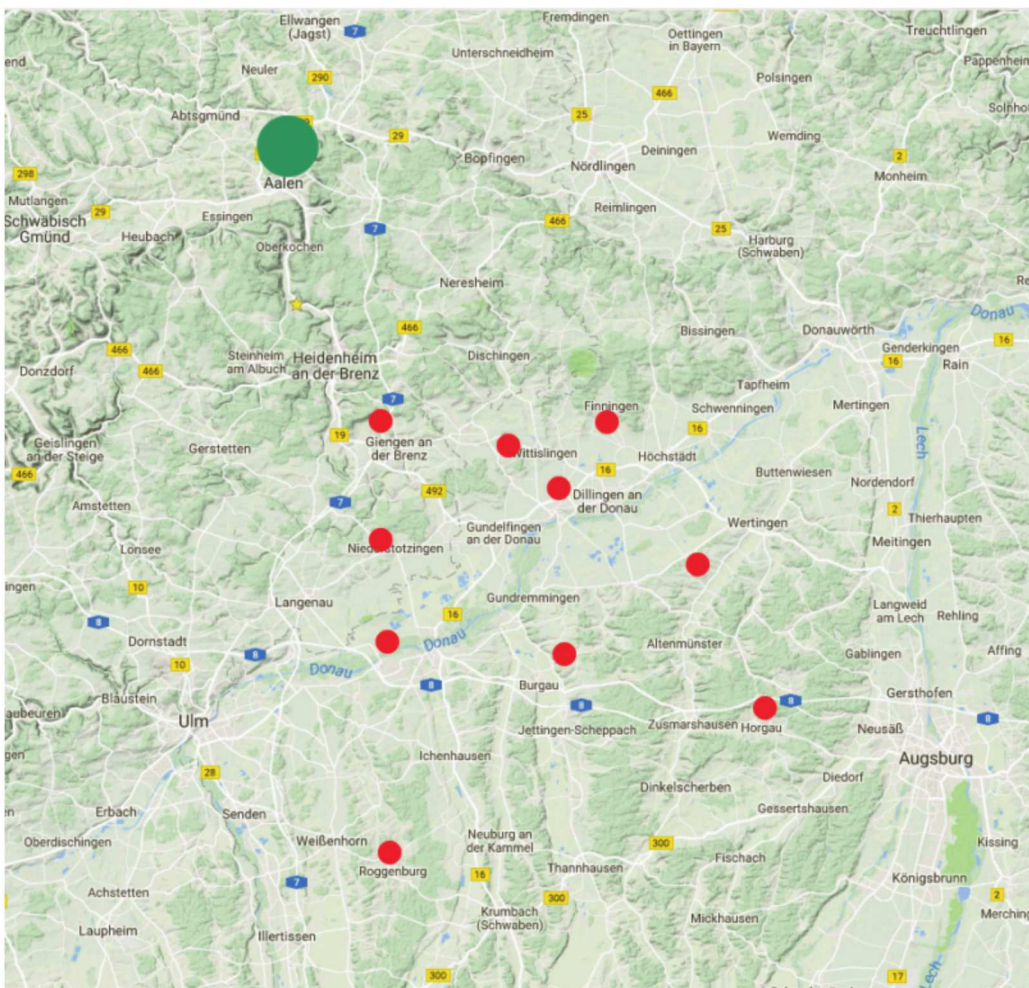 Fremdingen
Ellwangen
(Jagst)
7
Oettingen
in Bayern
Treuchtlingen
Unterschneidheim
Pappenheim
Neuler
290
Polsingen
466
Abtsgmünd
25
29
Wemding
Deiningen
Bopfingen
2
Nördlingen
298
Monheim
Aalen
Mutlangen
29
Reimlingen
Schwäbisch
Gmünd
Essingen
466
25
7
Heubach
Oberkochen
Harburg
(Schwaben)
Neresheim
Donau
466
Bissingen
Donauwörth
466
Genderkingen
16
Steinheim
am Albuch
Heidenheim
an der Brenz
Dischingen
16
Rain
Donzdorf
466
Tapfheim
7
Finningen
Schwenningen
Mertingen
19
16
Geislingen
an der Steige
Gerstetten
Giengen an
der Brenz
Wittislingen
Höchstädt
Lech
466
16
Buttenwiesen
Nordendorf
492
7
Dillingen an
der Donau
Amstetten
2
Thierhaupten
Gundelfingen
an der Donau
Wertingen
Lonsee
Niederstotzingen
Meitingen
ingen
10
Langenau
Gundremmingen
Langweid
am Lech
Rehling
16
8
Dornstadt
Donau
Altenmünster
8
Gablingen
Affing
10
Donau
8
Burgau
Blaustein
Gersthofen
8
8
aubeuren
Ulm
Jettingen-Scheppach
Zusmarshausen
Horgau
Neusäß
8
Ichenhausen
Augsburg
28
Diedorf
Dinkelscherben
Erbach
Senden
Gessertshausen
Oberdischingen
Weißenhorn
Neuburg an
der Kammel
300
Kissing
Fischach
Roggenburg
Thannhausen
16
Königsbrunn
7
Achstetten
300
2
Krumbach
(Schwaben)
Mickhausen
Merching
Laupheim
Illertissen
300
17
Lech